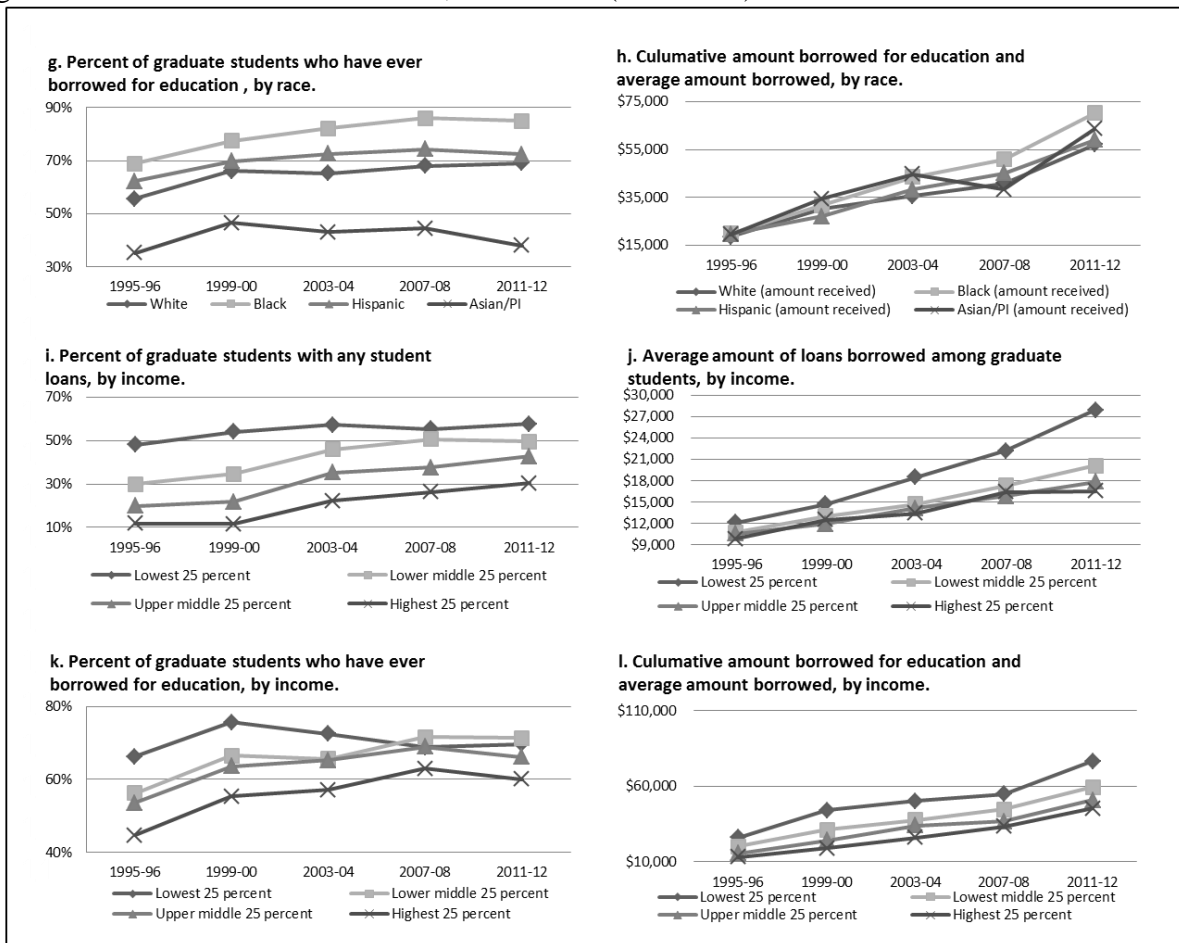 g. Percent of graduate students who have ever
borrowed for education , by race.
90%
70%
50%
30%
1995-96 1999-00 2003-04 2007-08 2011-12
White Black Hispanic Asian/PI
h. Culumative amount borrowed for education and
average amount borrowed, by race.
$75,000
$55,000
$35,000
$15,000
1995-96 1999-00 2003-04 2007-08 2011-12
White (amount received) Black (amount received)
Hispanic (amount received) Asian/PI (amount received)
i. Percent of graduate students with any student
loans, by income.
70%
50%
30%
10%
1995-96 1999-00 2003-04 2007-08 2011-12
Lowest 25 percent Lower middle 25 percent
Upper middle 25 percent Highest 25 percent
j. Average amount of loans borrowed among graduate
students, by income.
$30,000
$27,000
$24,000
$21,000
$18,000
$15,000
$12,000
$9,000
1995-96 1999-00 2003-04 2007-08 2011-12
Lowest 25 percent Lowest middle 25 percent
Upper middle 25 percent Highest 25 percent
k. Percent of graduate students who have ever
borrowed for education, by income.
80%
60%
40%
1995-96 1999-00 2003-04 2007-08 2011-12
Lowest 25 percent Lower middle 25 percent
Upper middle 25 percent Highest 25 percent
l. Culumative amount borrowed for education and
average amount borrowed, by income.
$110,000
$60,000
$10,000
1995-96 1999-00 2003-04 2007-08 2011-12
Lowest 25 percent Lowest middle 25 percent
Upper middle 25 percent Highest 25 percent